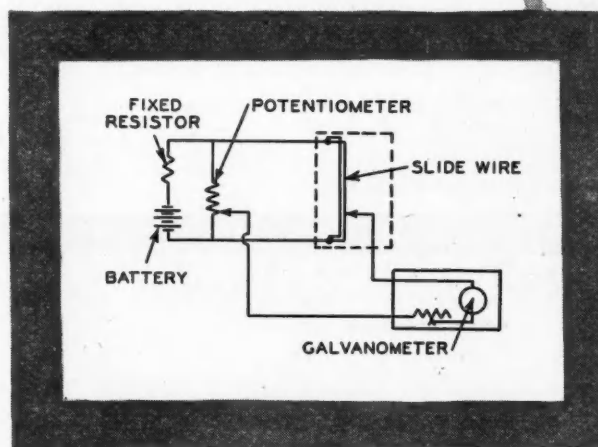 FIXED
RESISTOR
POTENTIOMETER
SLIDE WIRE
BATTERY
GALVANOMETER